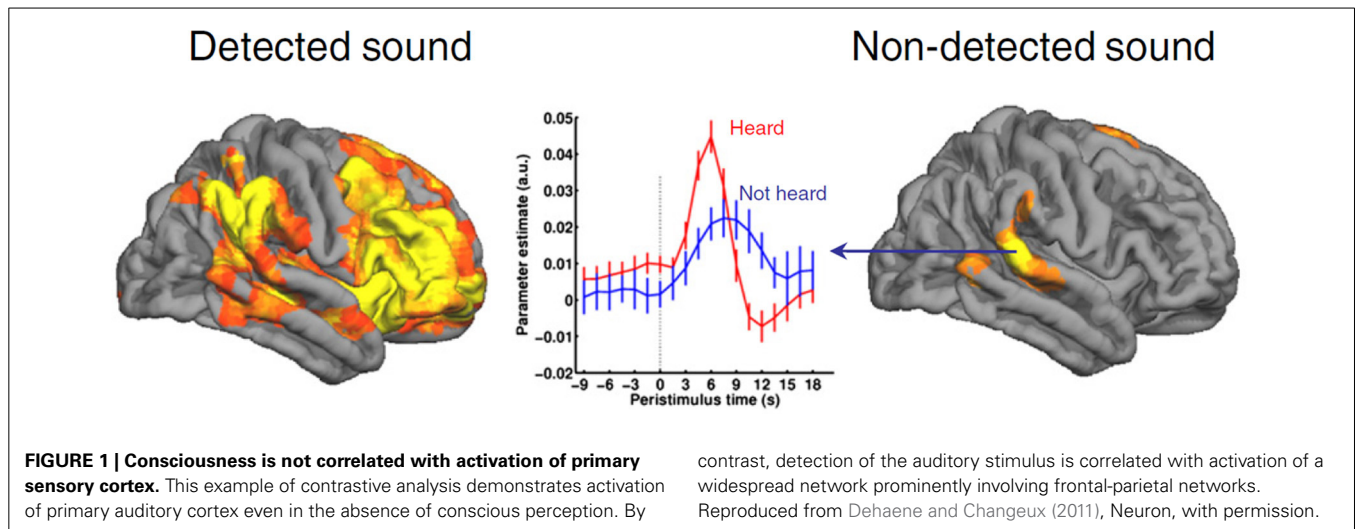 Detected sound
Non-detected sound
Heard
Not heard
Parameter estimate (a.u.)
0.05
0.04
0.03
0.02
0.01
0
−0.01
−0.02
−9 −6 −3 0 3 6 9 12 15 18
Peristimulus time (s)
FIGURE 1 | Consciousness is not correlated with activation of primary
sensory cortex. This example of contrastive analysis demonstrates activation
of primary auditory cortex even in the absence of conscious perception. By
contrast, detection of the auditory stimulus is correlated with activation of a
widespread network prominently involving frontal-parietal networks.
Reproduced from Dehaene and Changeux (2011), Neuron, with permission.